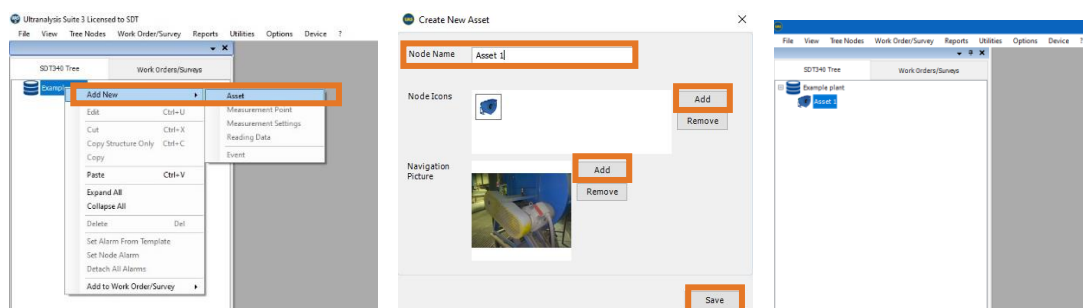 Ultranalysis Suite 3 Licensed to SDT
File View Tree Nodes Work Order/Survey Reports Utilities Options Device ?
SDT340 Tree Work Orders/Surveys
Add New
Edit Ctrl+U
Cut Ctrl+X
Copy Structure Only Ctrl+C
Copy
Paste Ctrl+V
Expand All
Collapse All
Delete Del
Set Alarm From Template
Set Node Alarm
Detach All Alarms
Add to Work Order/Survey
Asset
Measurement Point
Measurement Settings
Reading Data
Event
Create New Asset
Node Name Asset 1
Node Icons
Add
Remove
Navigation
Picture
Add
Remove
Save
File View Tree Nodes Work Order/Survey Reports Utilities Options Device ?
SDT340 Tree Work Orders/Surveys
Example plant
Asset 1